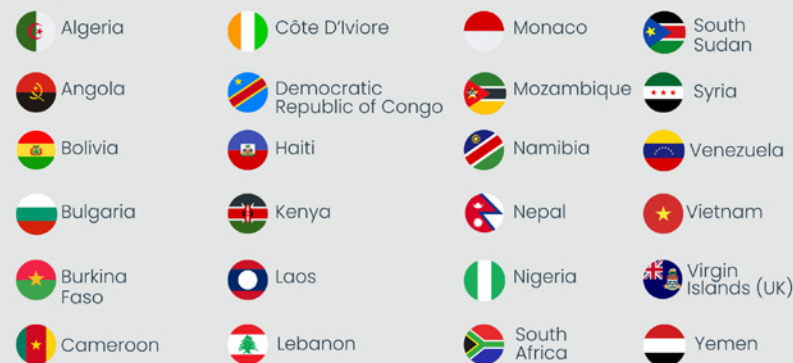 Algeria
Côte D’Iviore
Monaco
South
Sudan
Angola
Democratic
Republic of Congo
Mozambique
Syria
Bolivia
Haiti
Namibia
Venezuela
Bulgaria
Kenya
Nepal
Vietnam
Burkina
Faso
Laos
Nigeria
Virgin
Islands (UK)
Cameroon
Lebanon
South
Africa
Yemen